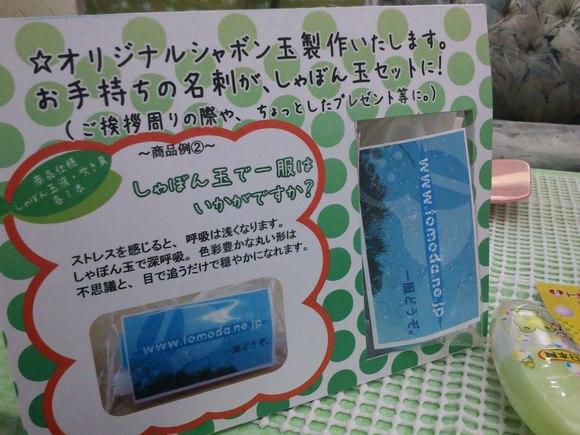 ☆オリジナルシャボン玉製作いたします。
お手持ちの名刺が、しゃぼん玉セットに!
(ご挨拶周りの際や、ちょっとしたプレゼント等に。)
商品仕様
しゃぼん玉液・吹き具
各1本
～商品例②～
しゃぼん玉で一服は
いかがですか?
ストレスを感じると、呼吸は浅くなります。
しゃぼん玉で深呼吸。色彩豊かな丸い形は
不思議と、目で追うだけで穏やかになれます。
www.iomoda.ne.jp
一服どうぞ。
www.iomoda.ne.jp
一服どうぞ。
日本製